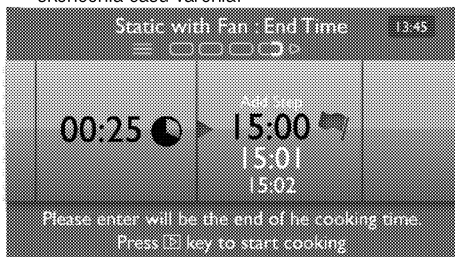 Static with Fan : End Time
13:45
Add Step
00:25
15:00
15:01
15:02
Please enter will be the end of he cooking time.
Press key to start cooking